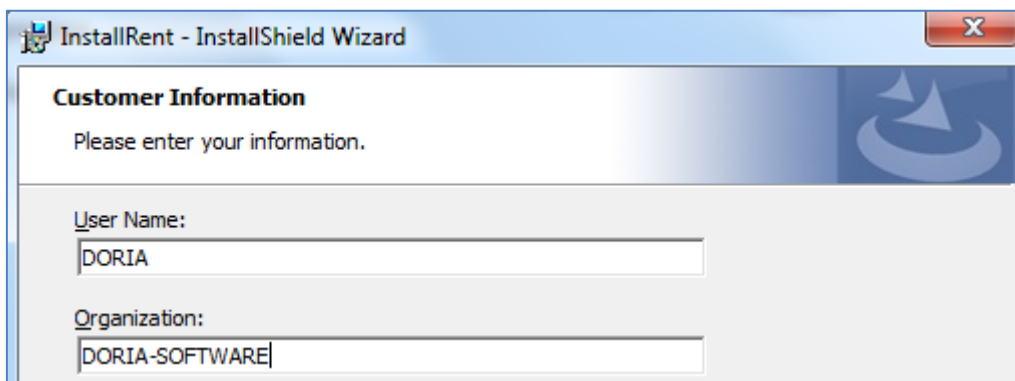 InstallRent - InstallShield Wizard
Customer Information
Please enter your information.
User Name:
DORIA
Organization:
DORIA-SOFTWARE